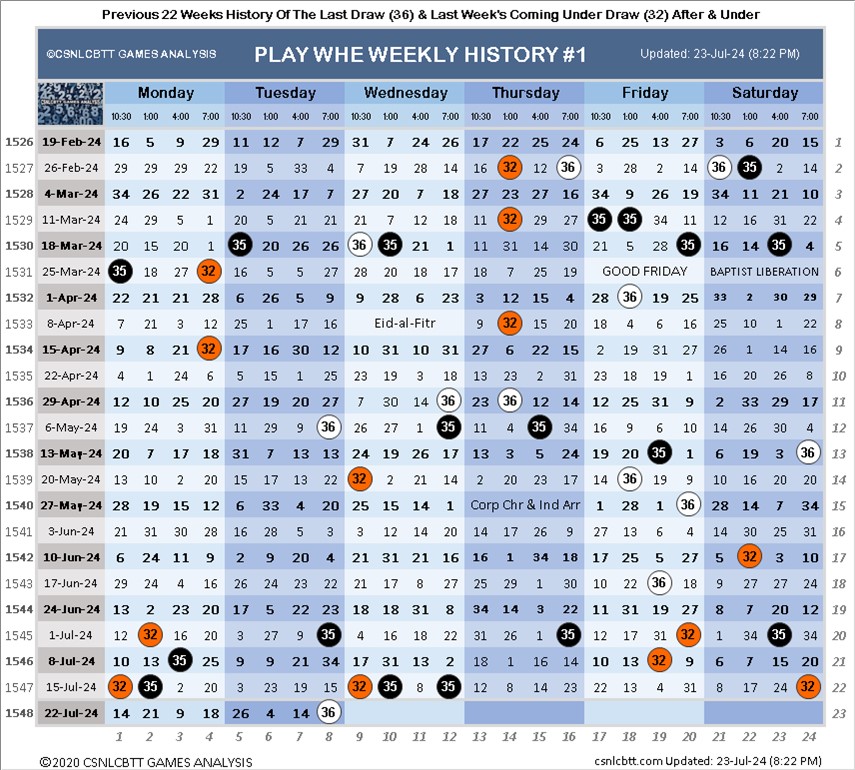 Previous 22 Weeks History Of The Last Draw (36) & Last Week's Coming Under Draw (32) After & Under
©CSNLCBTT GAMES ANALYSIS PLAY WHE WEEKLY HISTORY #1 Updated: 23-Jul-24 (8:22 PM)
Monday Tuesday Wednesday Thursday Friday Saturday
CSNLCBTT GAMES ANALYSIS 10:30 1:00 4:00 7:00 10:30 1:00 4:00 7:00 10:30 1:00 4:00 7:00 10:30 1:00 4:00 7:00 10:30 1:00 4:00 7:00 10:30 1:00 4:00 7:00
1526 19-Feb-24 16 5 9 29 11 12 7 29 31 7 24 26 17 22 25 24 6 25 13 27 3 6 20 15 1
1527 26-Feb-24 29 29 29 22 19 5 33 4 7 19 28 14 16 32 12 36 3 28 2 14 36 35 2 14 2
1528 4-Mar-24 34 26 22 31 2 24 17 7 27 20 7 18 27 23 27 16 34 9 26 19 34 11 21 10 3
1529 11-Mar-24 24 29 5 1 20 5 21 21 21 7 12 18 11 32 29 27 35 35 34 11 12 16 31 22 4
1530 18-Mar-24 20 15 20 1 35 20 26 26 36 35 21 1 11 31 14 30 21 5 28 35 16 14 35 4 5
1531 25-Mar-24 35 18 27 32 16 5 5 27 28 20 18 17 18 7 25 19 GOOD FRIDAY BAPTIST LIBERATION 6
1532 1-Apr-24 22 21 21 28 6 26 5 9 9 28 6 23 3 12 15 4 28 36 19 25 33 2 30 29 7
1533 8-Apr-24 7 21 3 12 25 1 17 16 Eid-al-Fitr 9 32 15 20 18 4 6 16 25 10 1 22 8
1534 15-Apr-24 9 8 21 32 17 16 30 12 10 31 10 31 27 6 22 15 2 19 31 27 26 1 14 16 9
1535 22-Apr-24 4 1 24 6 5 15 1 25 23 19 3 18 13 23 2 31 23 18 19 1 16 20 26 8 10
1536 29-Apr-24 12 10 25 20 27 19 20 27 7 30 14 36 23 36 12 14 12 25 31 9 2 33 29 17 11
1537 6-May-24 19 24 3 31 11 29 9 36 26 27 1 35 11 4 35 34 16 9 6 10 14 26 30 4 12
1538 13-May-24 20 7 17 18 31 7 13 13 24 19 26 17 13 3 5 24 19 20 35 1 6 19 3 36 13
1539 20-May-24 10 13 2 20 15 17 13 22 32 2 21 14 2 20 23 17 14 36 19 9 10 16 20 20 14
1540 27-May-24 28 19 15 12 6 33 4 20 25 15 14 1 Corp Chr & Ind Arr 1 28 1 36 28 14 7 34 15
1541 3-Jun-24 21 31 30 28 16 28 5 3 3 12 14 20 14 17 26 9 27 13 6 4 14 30 25 31 16
1542 10-Jun-24 6 24 11 9 2 9 20 4 21 31 21 16 16 1 34 18 17 25 5 27 5 32 3 10 17
1543 17-Jun-24 29 24 4 16 26 24 23 22 21 17 8 27 25 29 1 30 10 22 36 18 9 27 27 24 18
1544 24-Jun-24 13 2 23 20 17 5 22 23 18 18 31 8 34 14 3 22 11 31 19 27 8 7 20 12 19
1545 1-Jul-24 12 32 16 20 3 27 9 35 4 16 18 22 31 26 1 35 12 17 31 32 1 34 35 34 20
1546 8-Jul-24 10 13 35 25 9 9 21 34 17 31 13 2 18 1 16 14 10 13 32 9 6 7 15 20 21
1547 15-Jul-24 32 35 2 20 3 23 19 15 32 35 8 35 12 8 14 23 22 13 4 31 8 17 24 32 22
1548 22-Jul-24 14 21 9 18 26 4 14 36 23
1 2 3 4 5 6 7 8 9 10 11 12 13 14 15 16 17 18 19 20 21 22 23 24
©2020 CSNLCBTT GAMES ANALYSIS csnlcbtt.com Updated: 23-Jul-24 (8:22 PM)